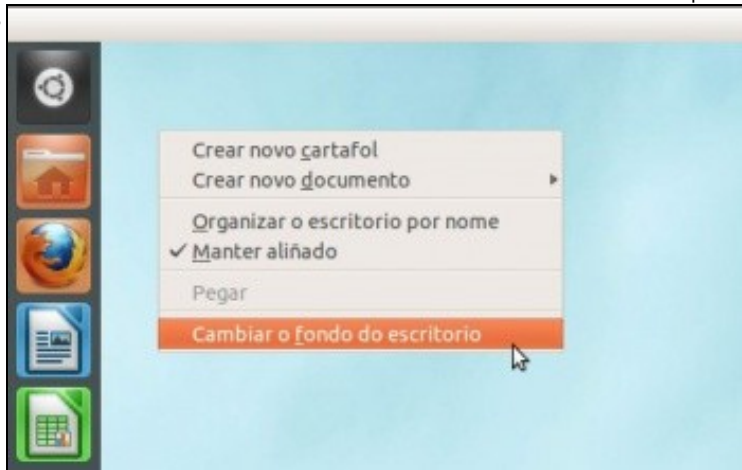 Crear novo cartafol
Crear novo documento
Organizar o escritorio por nome
Manter aliñado
Pegar
Cambiar o fondo do escritorio